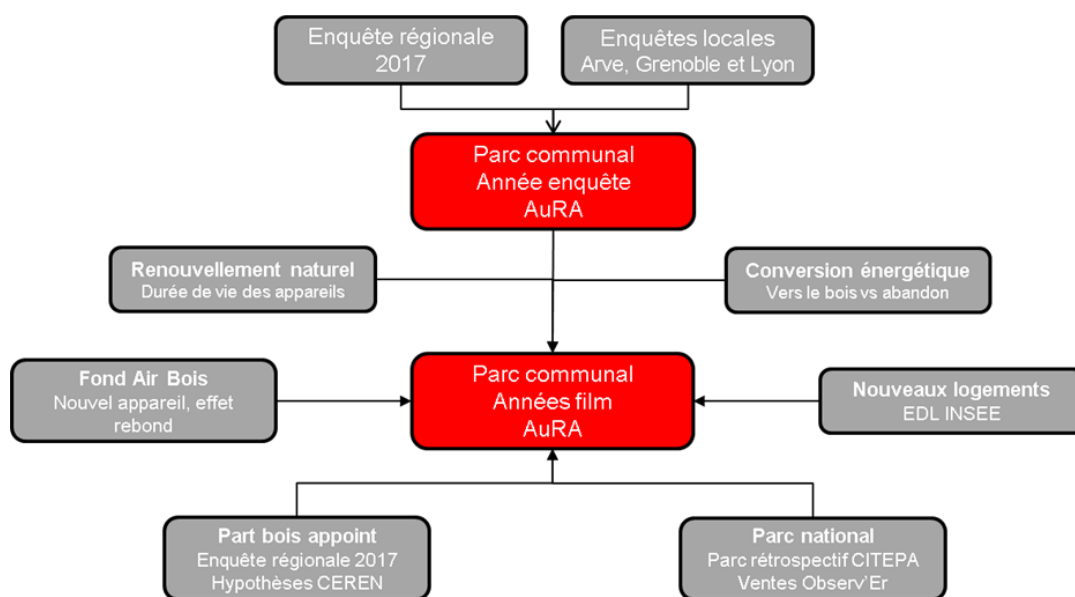 Enquête régionale
2017
Enquêtes locales
Arve, Grenoble et Lyon
Parc communal
Année enquête
AuRA
Renouvellement naturel
Durée de vie des appareils
Conversion énergétique
Vers le bois vs abandon
Fond Air Bois
Nouvel appareil, effet
rebond
Parc communal
Années film
AuRA
Nouveaux logements
EDL INSEE
Part bois appoint
Enquête régionale 2017
Hypothèses CEREN
Parc national
Parc rétrospectif CITEPA
Ventes Observ'Er